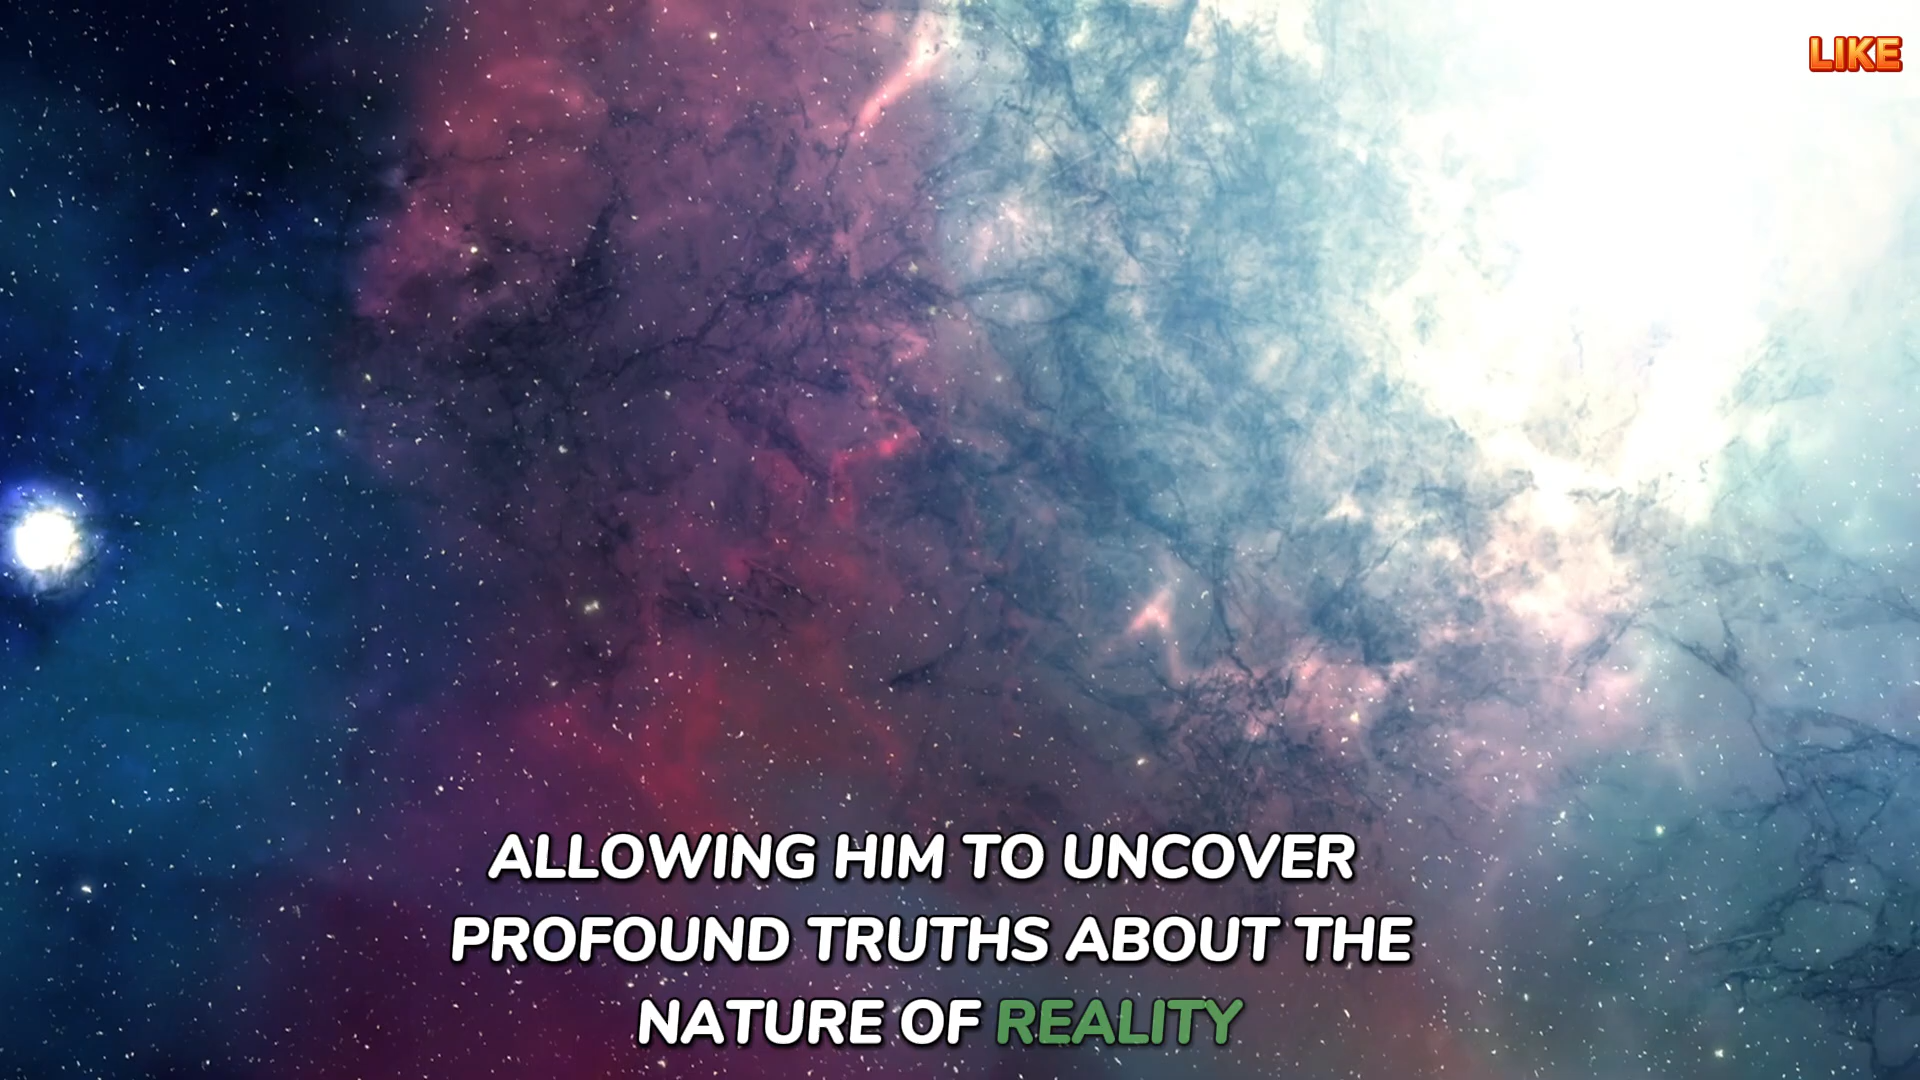 LIKE
ALLOWING HIM TO UNCOVER
PROFOUND TRUTHS ABOUT THE
NATURE OF REALITY